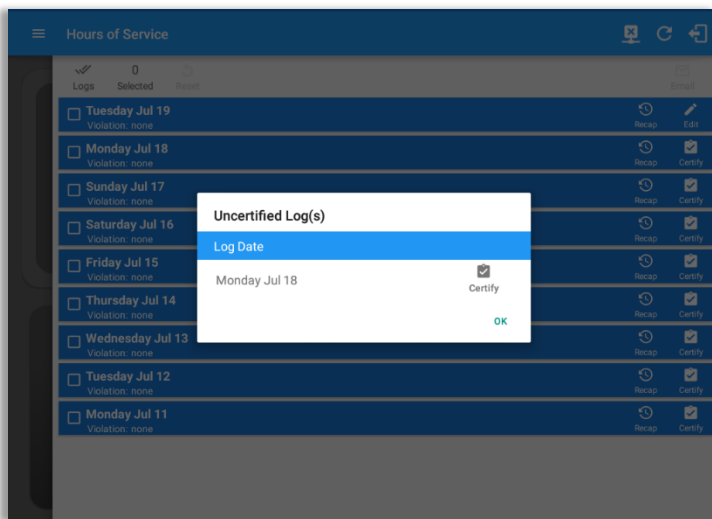 Hours of Service
0
Logs Selected Reset
Email
Tuesday Jul 19
Violation: none
Recap Edit
Monday Jul 18
Violation: none
Recap Certify
Sunday Jul 17
Violation: none
Recap Certify
Saturday Jul 16
Violation: none
Recap Certify
Friday Jul 15
Violation: none
Recap Certify
Thursday Jul 14
Violation: none
Recap Certify
Wednesday Jul 13
Violation: none
Recap Certify
Tuesday Jul 12
Violation: none
Recap Certify
Monday Jul 11
Violation: none
Recap Certify
Uncertified Log(s)
Log Date
Monday Jul 18
Certify
OK